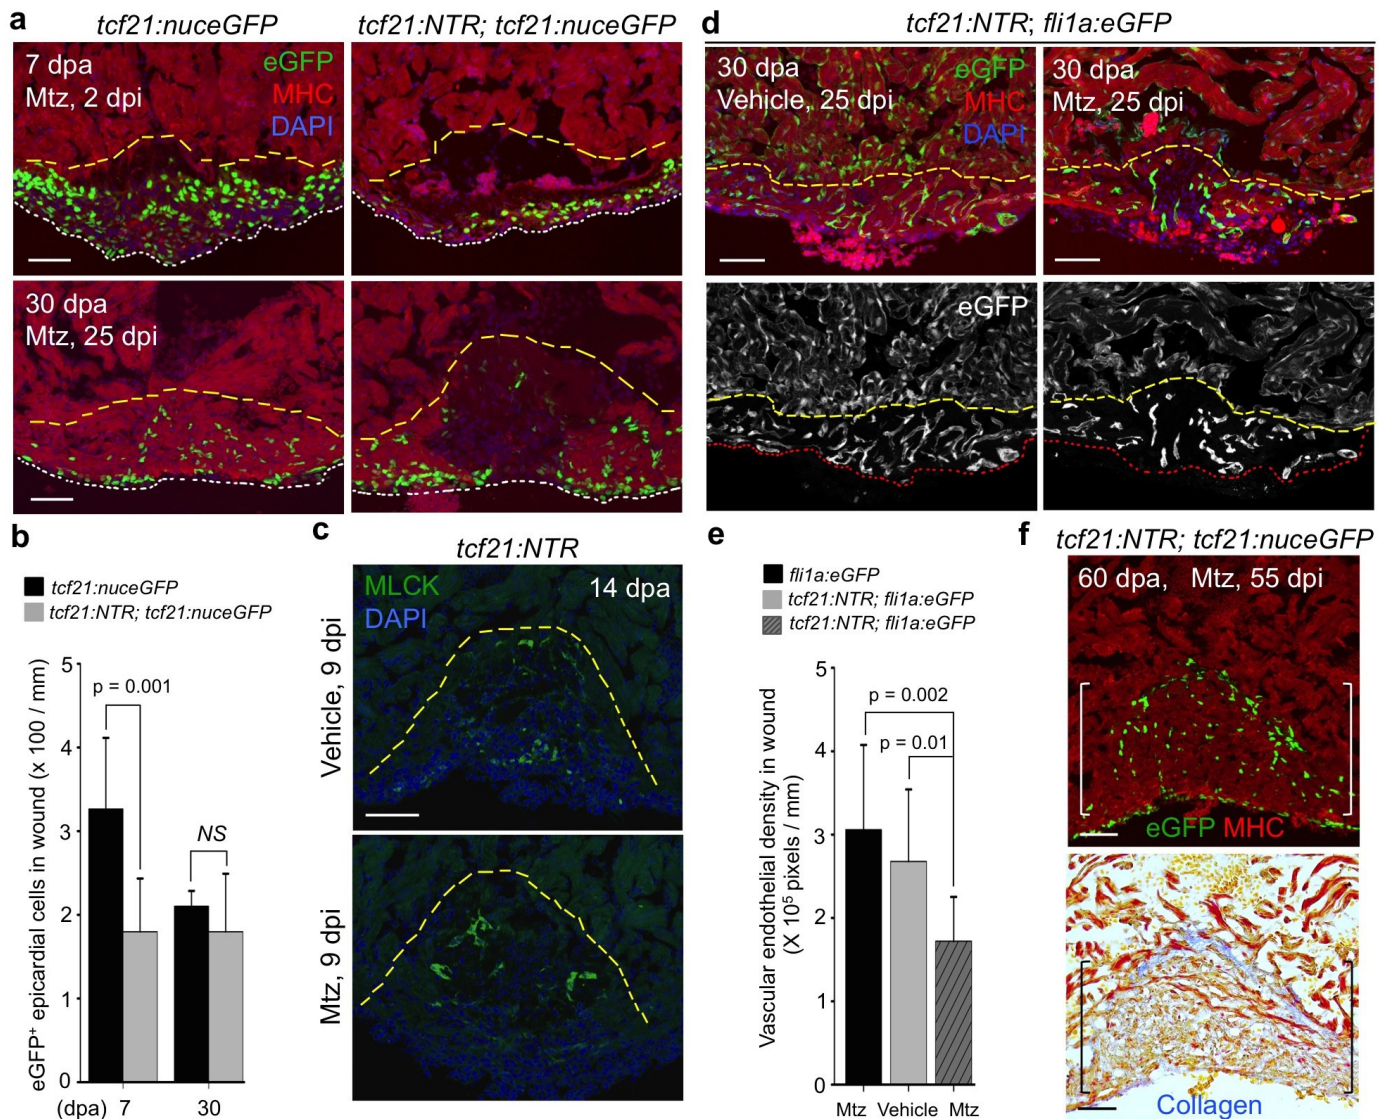 a
tcf21:nuceGFP
tcf21:NTR; tcf21:nuceGFP
7 dpa
Mtz, 2 dpi
eGFP
MHC
DAPI
30 dpa
Mtz, 25 dpi
b
tcf21:nuceGFP
tcf21:NTR; tcf21:nuceGFP
eGFP⁺ epicardial cells in wound (x 100 / mm)
5
4
3
2
1
0
p = 0.001
NS
(dpa) 7 30
c
tcf21:NTR
MLCK
DAPI
14 dpa
Vehicle, 9 dpi
Mtz, 9 dpi
d
tcf21:NTR; fli1a:eGFP
30 dpa
Vehicle, 25 dpi
eGFP
MHC
DAPI
30 dpa
Mtz, 25 dpi
eGFP
e
fli1a:eGFP
tcf21:NTR; fli1a:eGFP
tcf21:NTR; fli1a:eGFP
Vascular endothelial density in wound
(X 10⁵ pixels / mm)
5
4
3
2
1
0
p = 0.002
p = 0.01
Mtz Vehicle Mtz
f
tcf21:NTR; tcf21:nuceGFP
60 dpa, Mtz, 55 dpi
eGFP MHC
Collagen